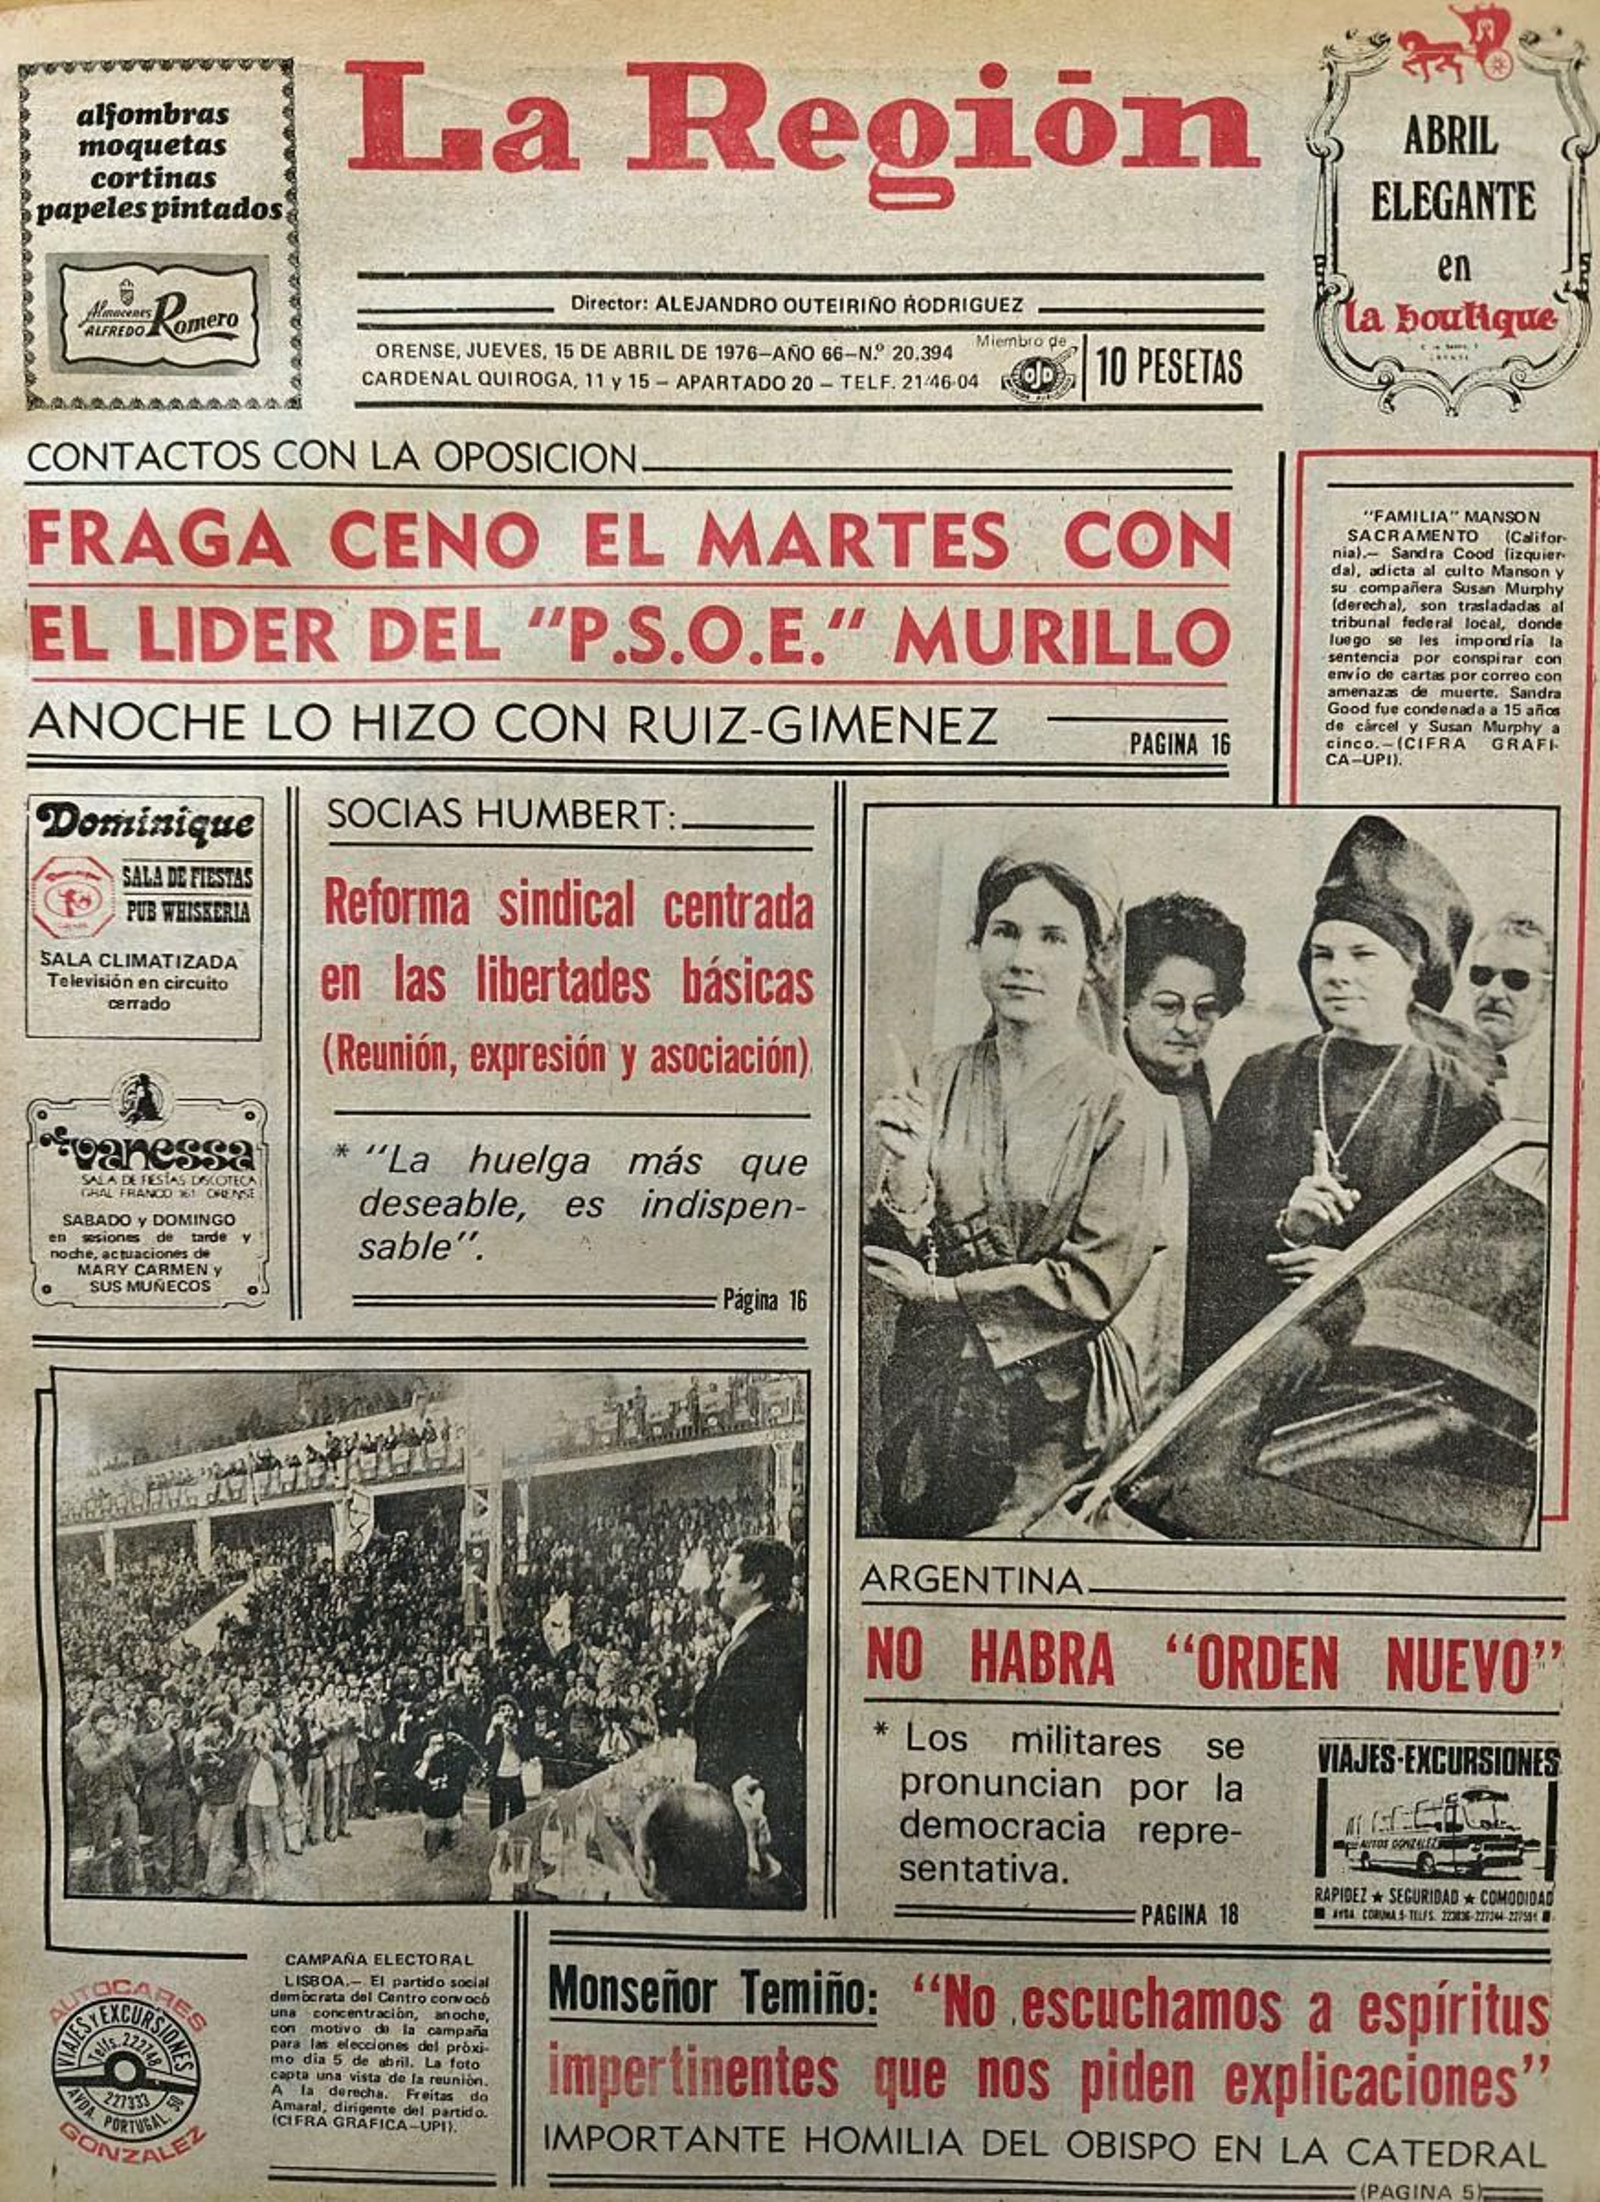 alfombras
moquetas
cortinas
papeles pintados
Almacenes
ALFREDO Romero
La Región
ABRIL
ELEGANTE
en
la boutique
Director: ALEJANDRO OUTEIRIÑO RODRIGUEZ
ORENSE, JUEVES, 15 DE ABRIL DE 1976—AÑO 66—N.º 20.394
CARDENAL QUIROGA, 11 y 15 — APARTADO 20 — TELF. 21-46-04
Miembro de
OJD
10 PESETAS
CONTACTOS CON LA OPOSICION
FRAGA CENO EL MARTES CON
EL LIDER DEL "P.S.O.E." MURILLO
ANOCHE LO HIZO CON RUIZ-GIMENEZ
PAGINA 16
"FAMILIA" MANSON
SACRAMENTO (Califor-
nia).— Sandra Cood (izquier-
da), adicta al culto Manson y
su compañera Susan Murphy
(derecha), son trasladadas al
tribunal federal local, donde
luego se les impondría la
sentencia por conspirar con
envío de cartas por correo con
amenazas de muerte. Sandra
Good fue condenada a 15 años
de cárcel y Susan Murphy a
cinco.—(CIFRA GRAFI-
CA—UPI).
Dominique
SALA DE FIESTAS
PUB WHISKERIA
SALA CLIMATIZADA
Televisión en circuito
cerrado
vanessa
SALA DE FIESTAS DISCOTECA
GRAL FRANCO 161 ORENSE
SABADO y DOMINGO
en sesiones de tarde y
noche, actuaciones de
MARY CARMEN y
SUS MUÑECOS
SOCIAS HUMBERT:
Reforma sindical centrada
en las libertades básicas
(Reunión, expresión y asociación)
* "La huelga más que
deseable, es indispen-
sable".
Página 16
ARGENTINA
NO HABRA "ORDEN NUEVO"
* Los militares se
pronuncian por la
democracia repre-
sentativa.
PAGINA 18
VIAJES-EXCURSIONES
AUTOS GONZALEZ
RAPIDEZ ★ SEGURIDAD ★ COMODIDAD
AVDA. CORUÑA 5-TELFS.
AUTOCARES
VIAJES Y EXCURSIONES
Telfs. 222748
227333
AVDA. PORTUGAL, 50
GONZALEZ
CAMPAÑA ELECTORAL
LISBOA.— El partido social
demócrata del Centro convocó
una concentración, anoche,
con motivo de la campaña
para las elecciones del próxi-
mo día 5 de abril. La foto
capta una vista de la reunión.
A la derecha. Freitas do
Amaral, dirigente del partido.
(CIFRA GRAFICA—UPI).
Monseñor Temiño: "No escuchamos a espíritus
impertinentes que nos piden explicaciones"
IMPORTANTE HOMILIA DEL OBISPO EN LA CATEDRAL
(PAGINA 5)